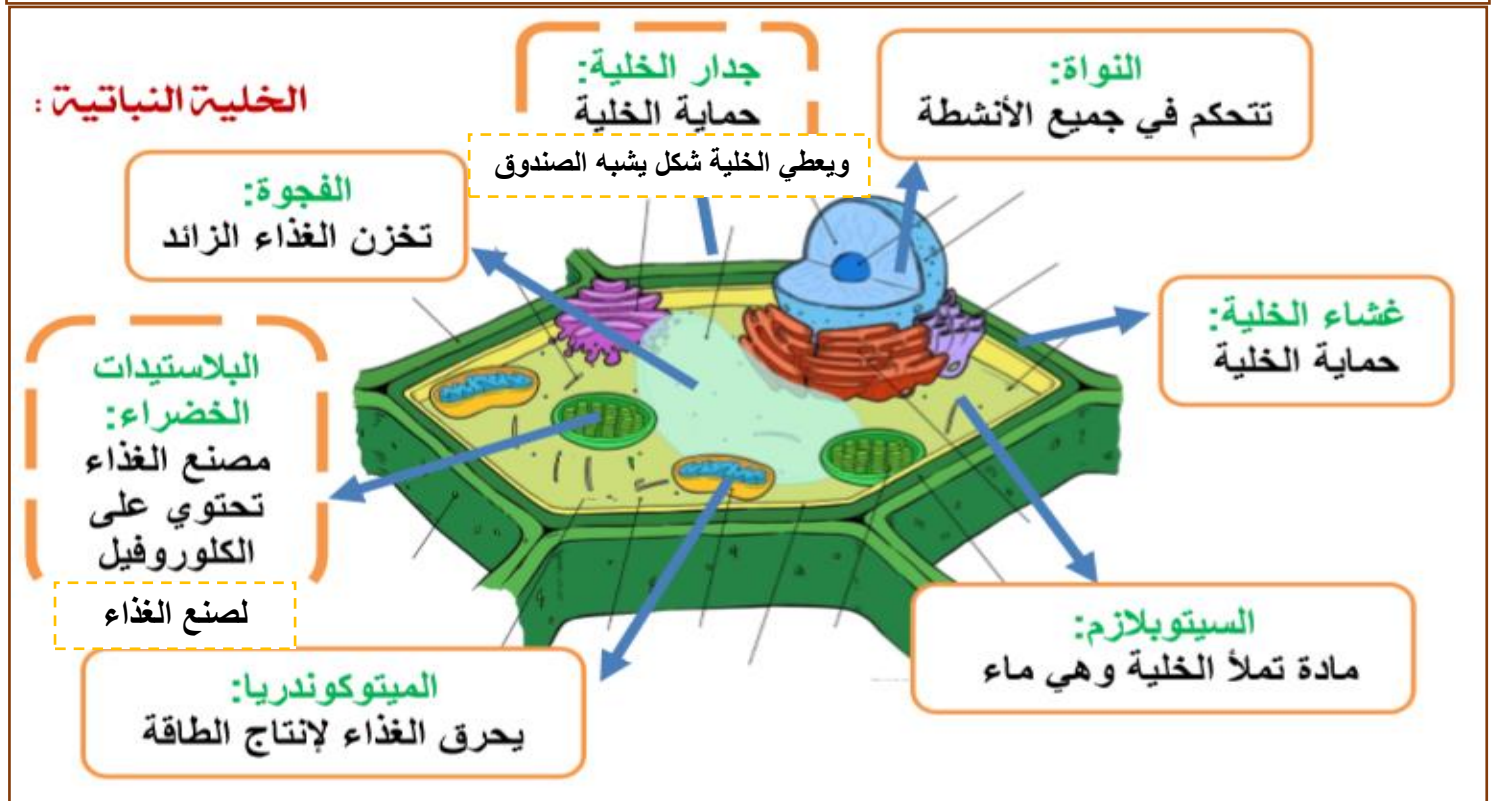 الخلية النباتية :
جدار الخلية:
حماية الخلية
ويعطي الخلية شكل يشبه الصندوق
النواة:
تتحكم في جميع الأنشطة
الفجوة:
تخزن الغذاء الزائد
غشاء الخلية:
حماية الخلية
البلاستيدات
الخضراء:
مصنع الغذاء
تحتوي على
الكلوروفيل
لصنع الغذاء
السيتوبلازم:
مادة تملأ الخلية وهي ماء
الميتوكوندريا:
يحرق الغذاء لإنتاج الطاقة